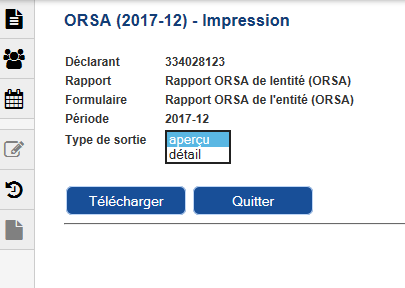 ORSA (2017-12) - Impression
Déclarant 334028123
Rapport Rapport ORSA de lentité (ORSA)
Formulaire Rapport ORSA de l'entité (ORSA)
Période 2017-12
Type de sortie aperçu
détail
Télécharger Quitter